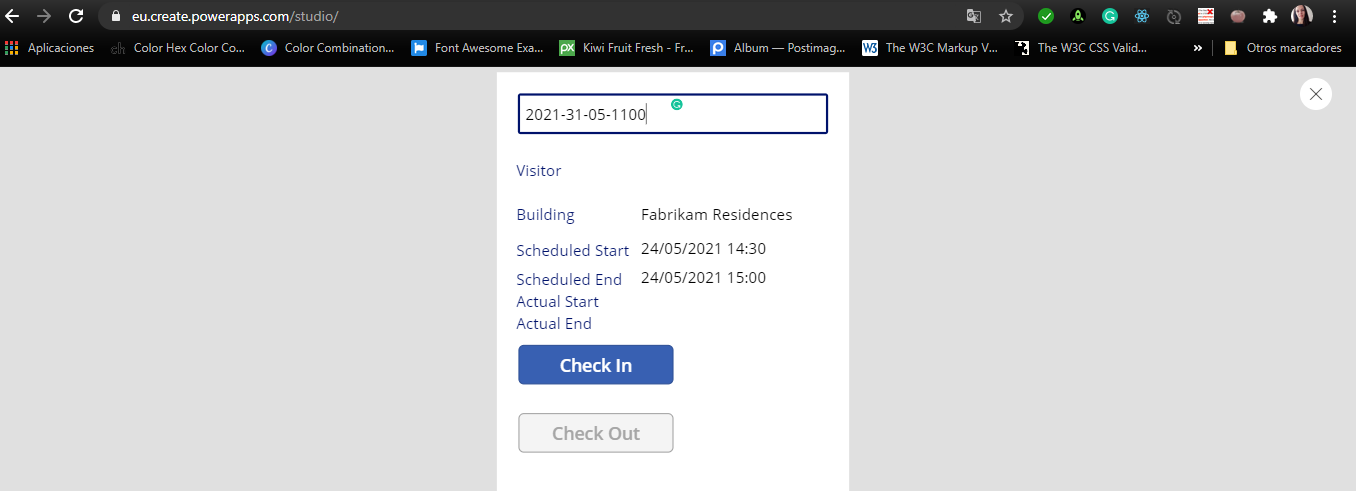 eu.create.powerapps.com/studio/
Aplicaciones Color Hex Color Co... Color Combination... Font Awesome Exa... Kiwi Fruit Fresh - Fr... Album — Postimag... The W3C Markup V... The W3C CSS Valid... » Otros marcadores
2021-31-05-1100
Visitor
Building Fabrikam Residences
Scheduled Start 24/05/2021 14:30
Scheduled End 24/05/2021 15:00
Actual Start
Actual End
Check In
Check Out